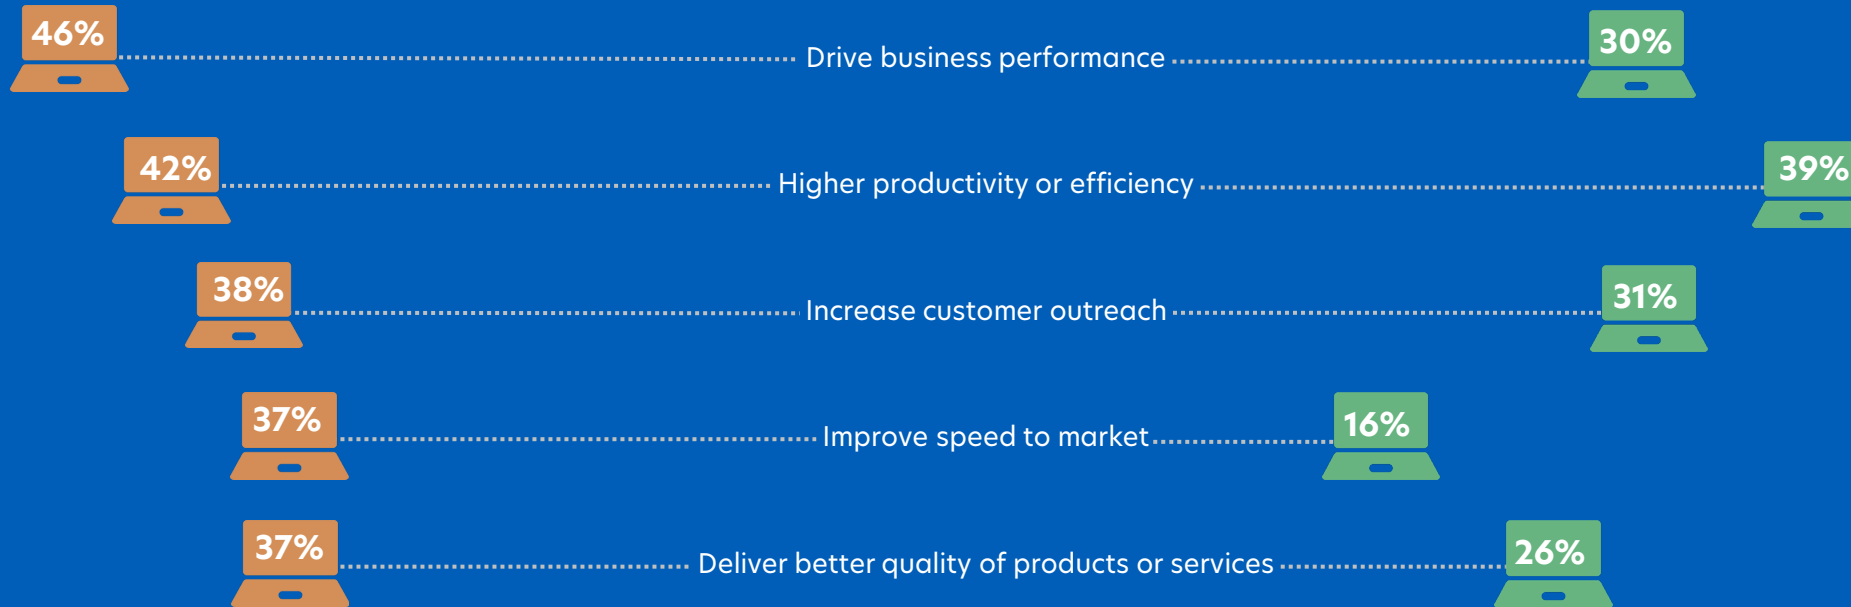 46% Drive business performance 30%
42% Higher productivity or efficiency 39%
38% Increase customer outreach 31%
37% Improve speed to market 16%
37% Deliver better quality of products or services 26%